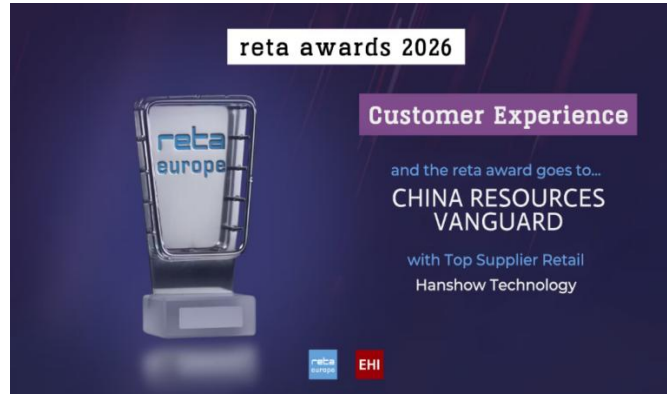 reta awards 2026
Customer Experience
reta
europe
and the reta award goes to...
CHINA RESOURCES
VANGUARD
with Top Supplier Retail
Hanshow Technology
reta
europe
EHI